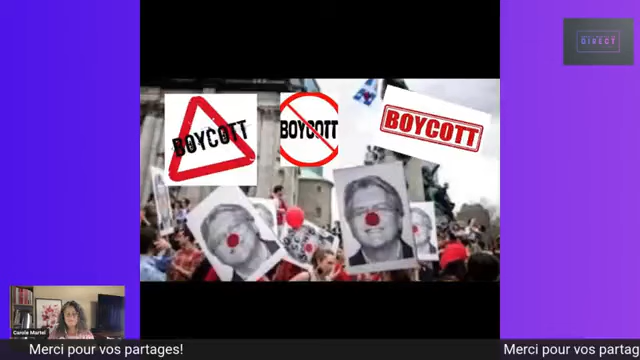 DIRECT
BOYCOTT
BOYCOTT
BOYCOTT
Carole Martel
Merci pour vos partages!
Merci pour vos partag